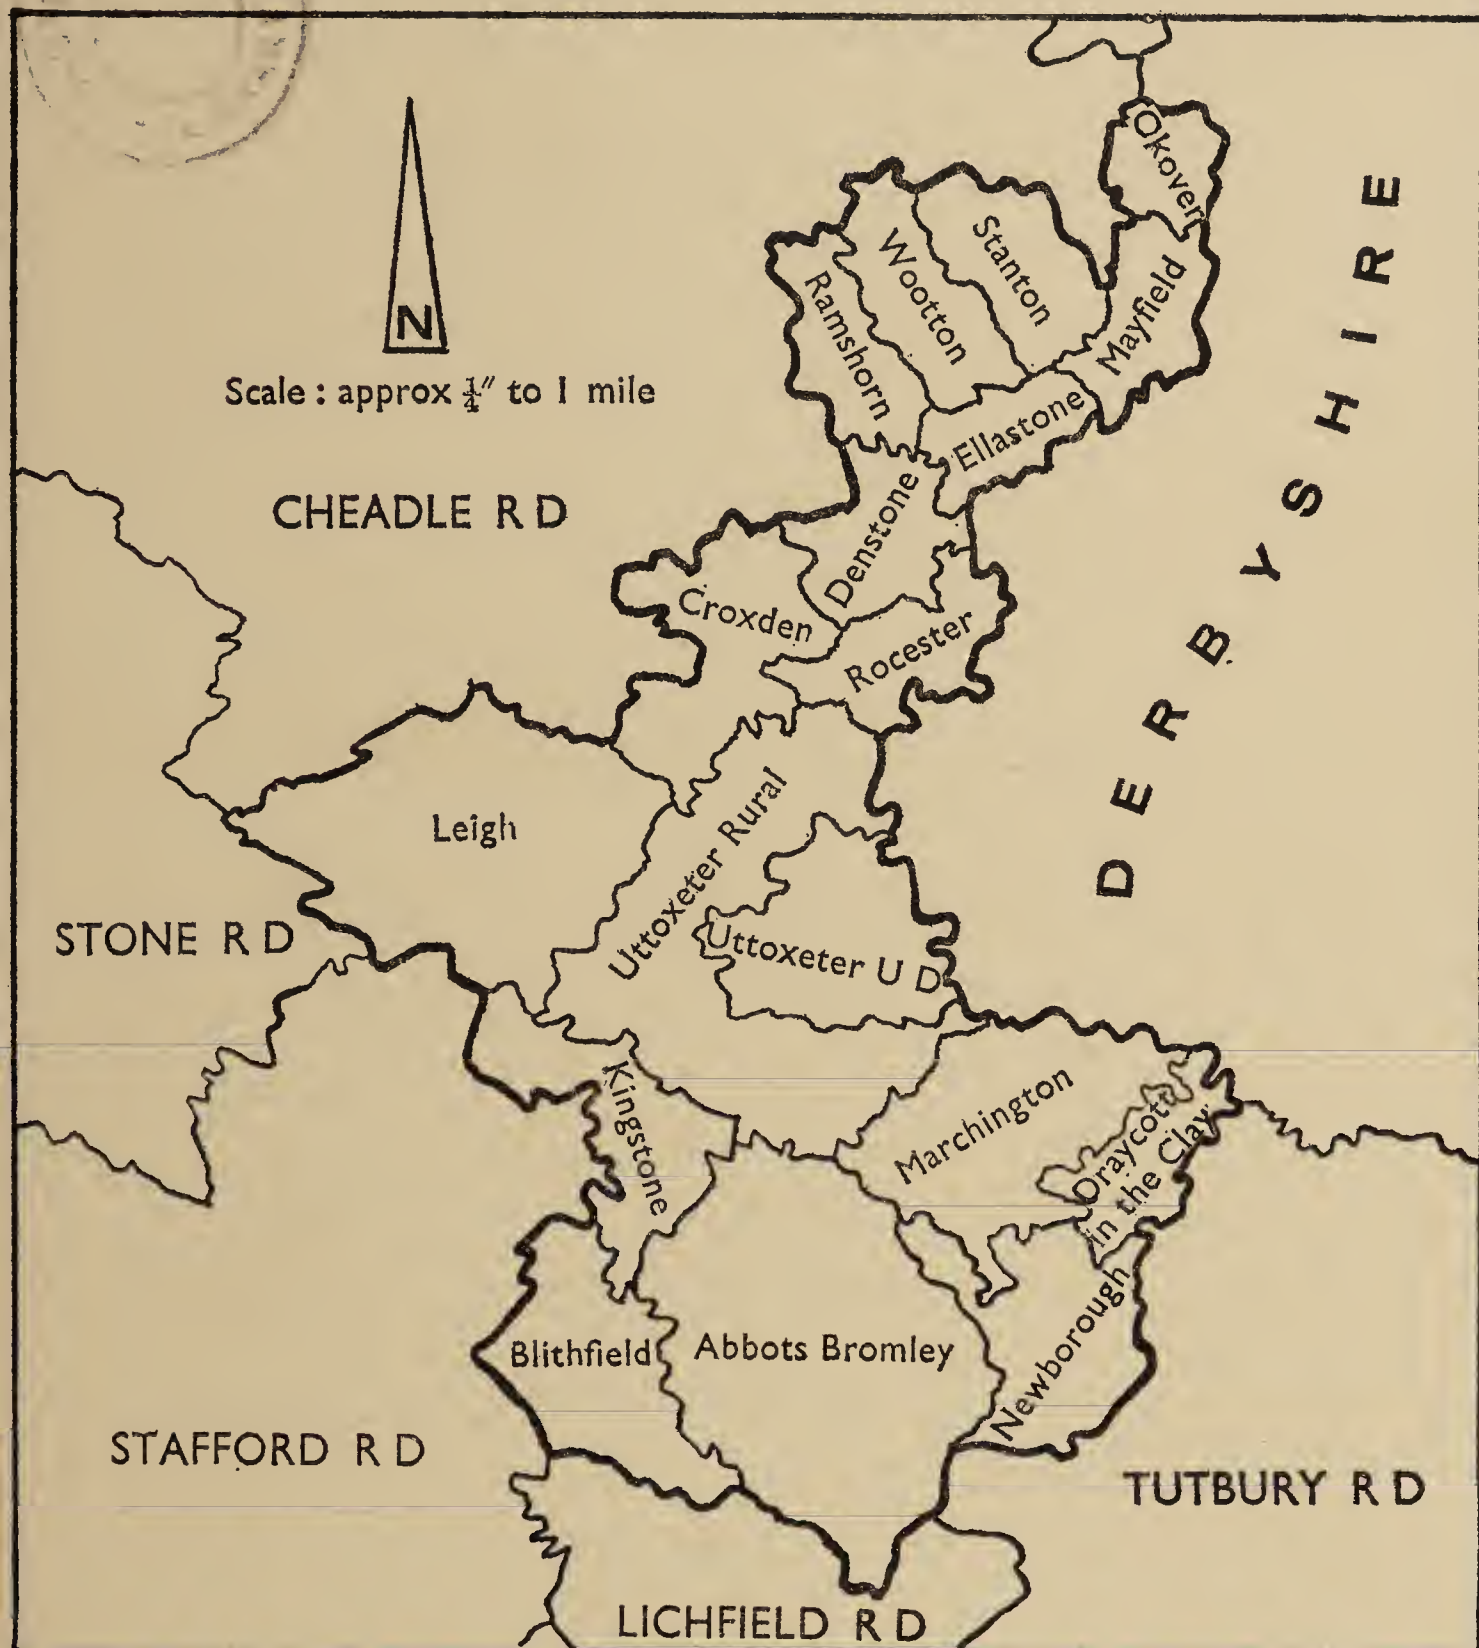 Okover
Stanton
Wootton
Mayfield
Ramshorn
N
Scale : approx ¼" to 1 mile
Ellastone
CHEADLE R D
Denstone
Croxden
Rocester
DERBYSHIRE
Leigh
Uttoxeter Rural
STONE R D
Uttoxeter U D
Kingstone
Marchington
Draycott
in the Clay
Blithfield
Abbots Bromley
Newborough
STAFFORD R D
TUTBURY R D
LICHFIELD R D